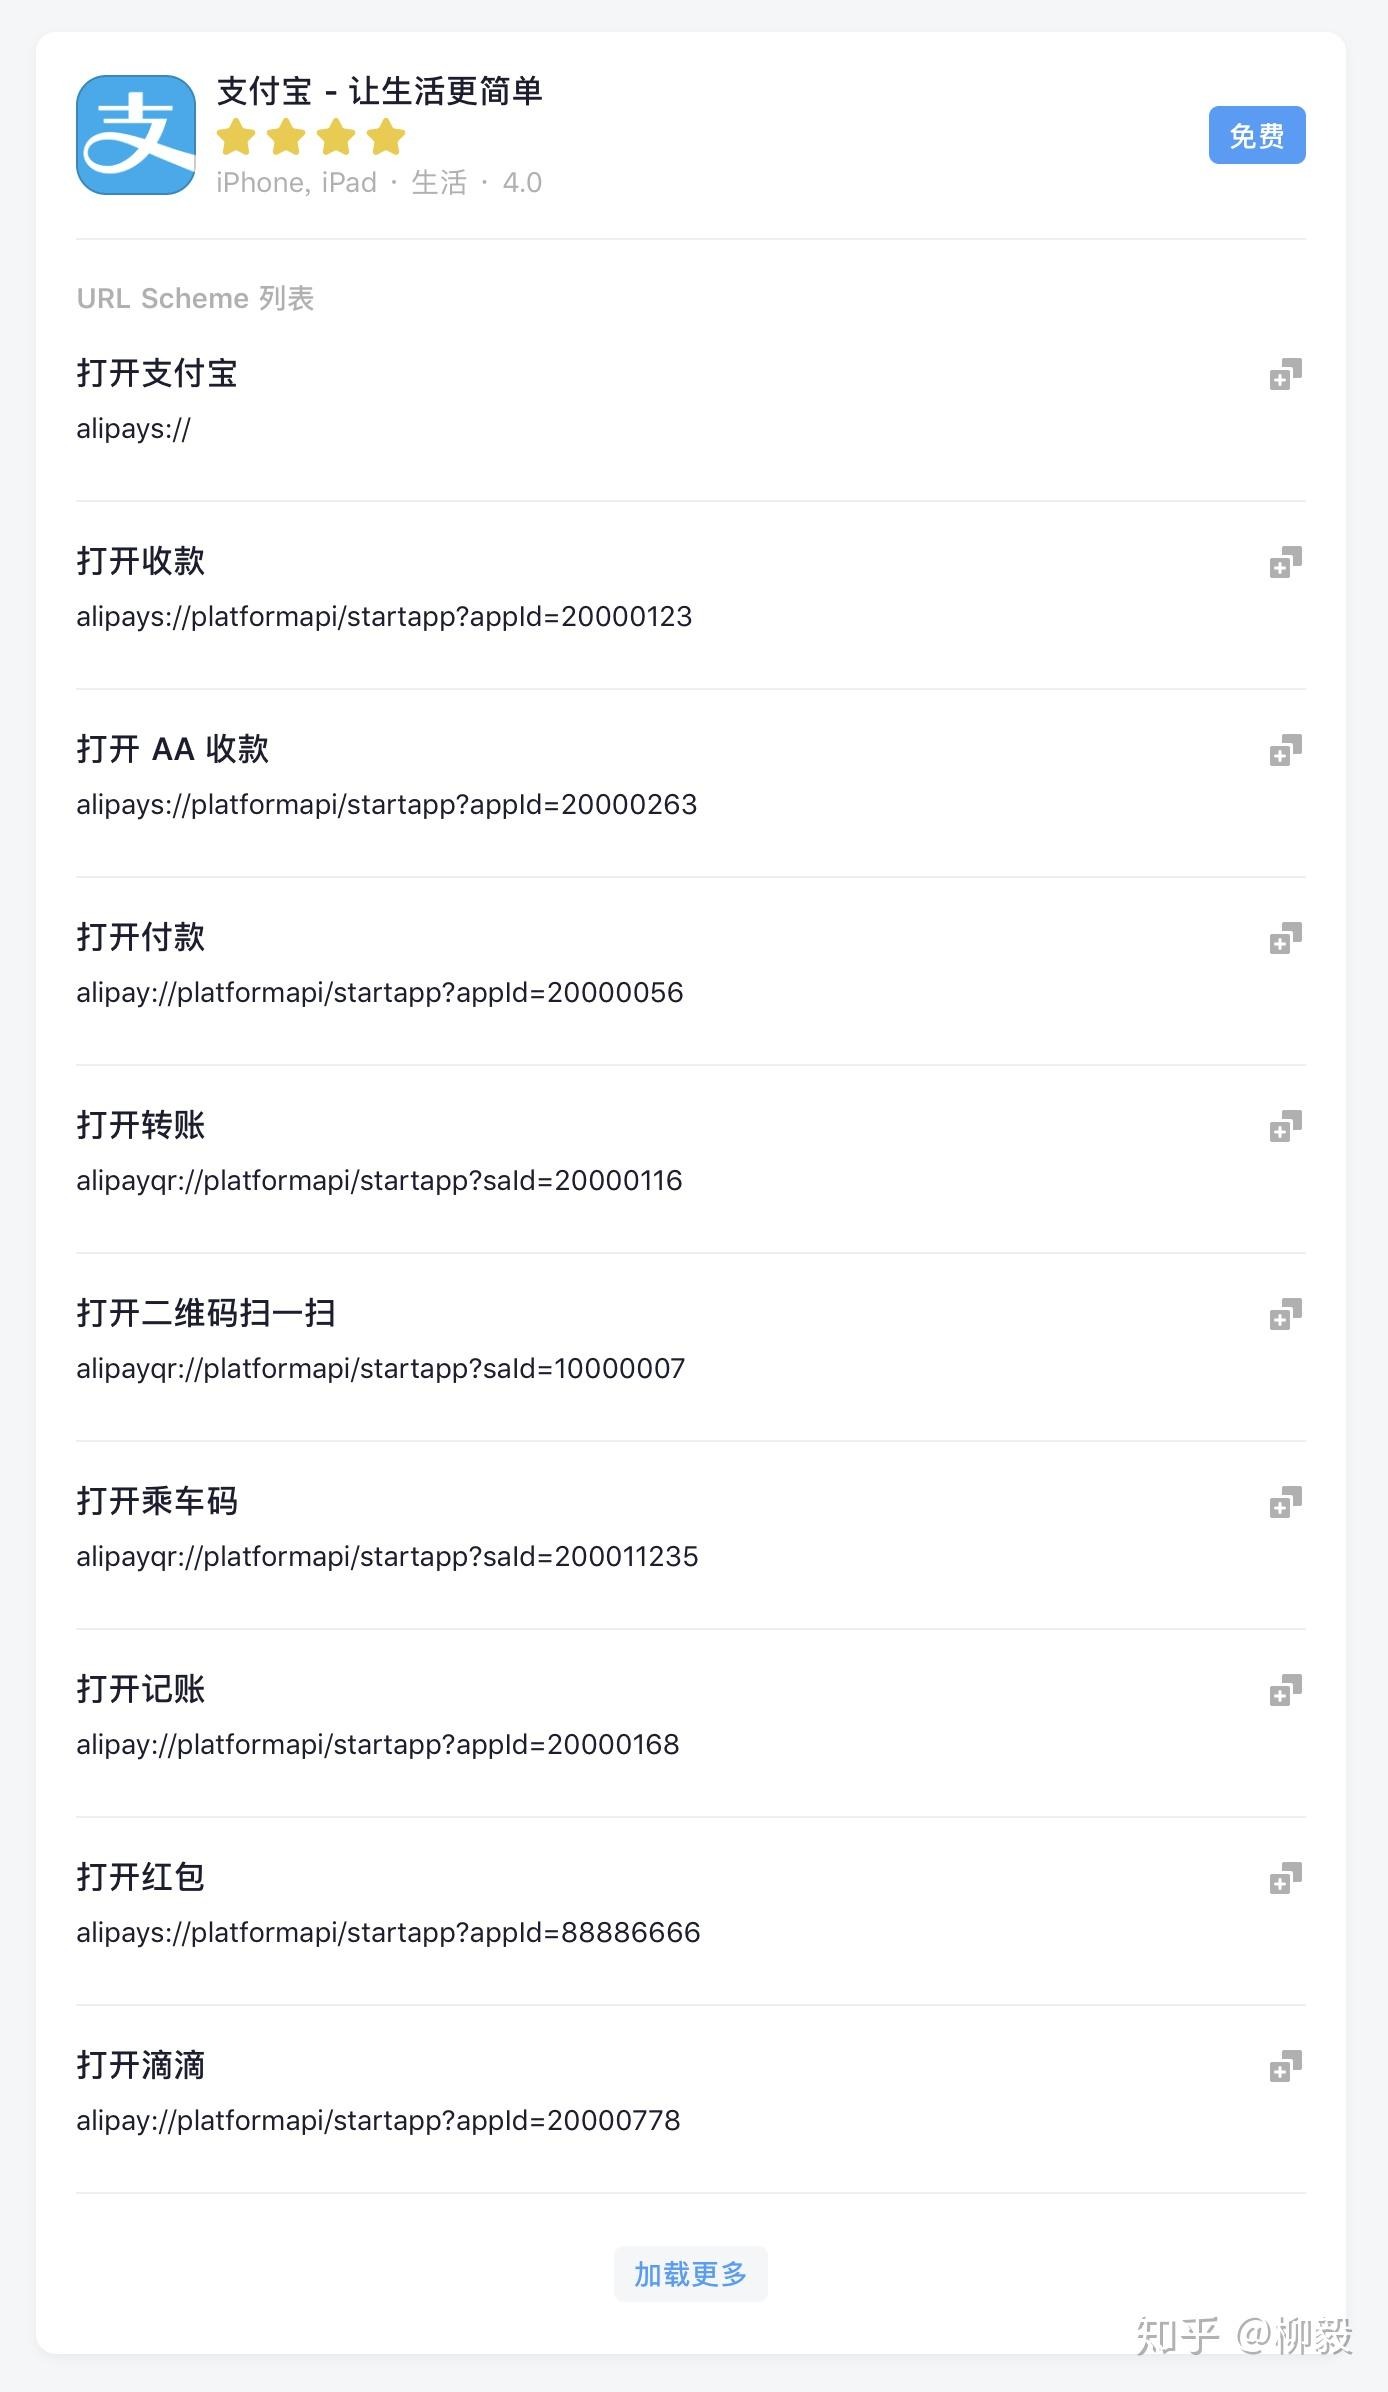 支付宝 - 让生活更简单
iPhone, iPad · 生活 · 4.0
免费
URL Scheme 列表
打开支付宝
alipays://
打开收款
alipays://platformapi/startapp?appId=20000123
打开 AA 收款
alipays://platformapi/startapp?appId=20000263
打开付款
alipay://platformapi/startapp?appId=20000056
打开转账
alipayqr://platformapi/startapp?saId=20000116
打开二维码扫一扫
alipayqr://platformapi/startapp?saId=10000007
打开乘车码
alipayqr://platformapi/startapp?saId=200011235
打开记账
alipay://platformapi/startapp?appId=20000168
打开红包
alipays://platformapi/startapp?appId=88886666
打开滴滴
alipay://platformapi/startapp?appId=20000778
加载更多
知乎 @柳毅